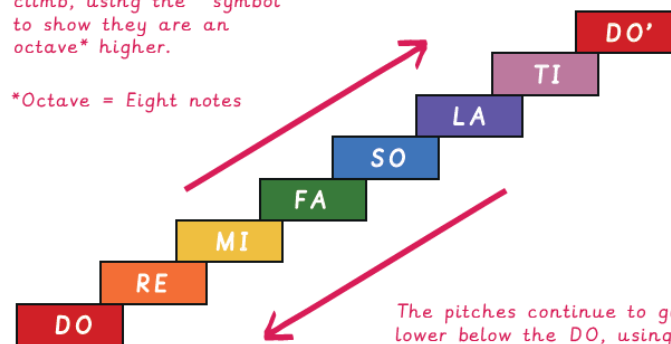 climb, using the ' symbol
to show they are an
octave* higher.
*Octave = Eight notes
DO'
TI
LA
SO
FA
MI
RE
DO
The pitches continue to
lower below the DO, using